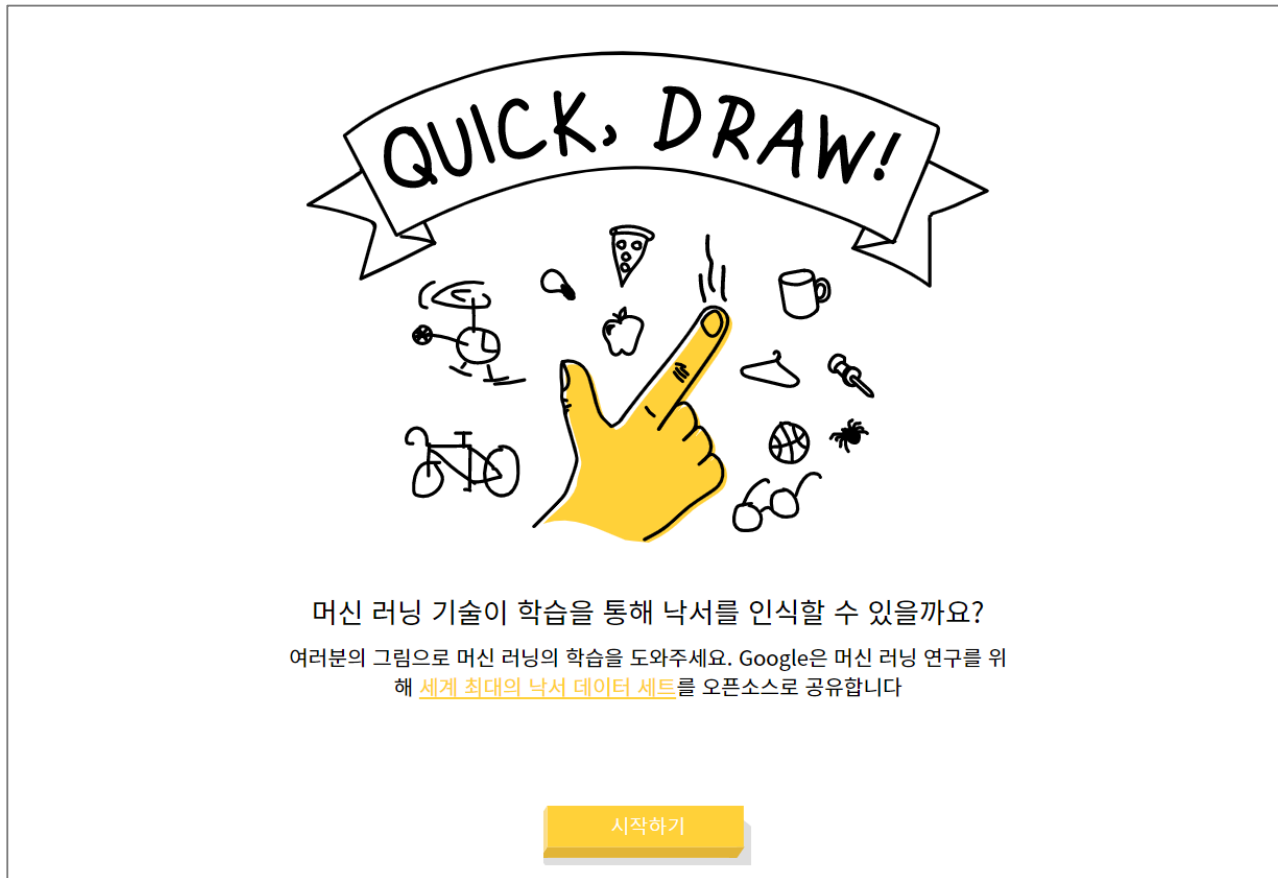 QUICK, DRAW!
머신 러닝 기술이 학습을 통해 낙서를 인식할 수 있을까요?
여러분의 그림으로 머신 러닝의 학습을 도와주세요. Google은 머신 러닝 연구를 위
해 세계 최대의 낙서 데이터 세트를 오픈소스로 공유합니다
시작하기